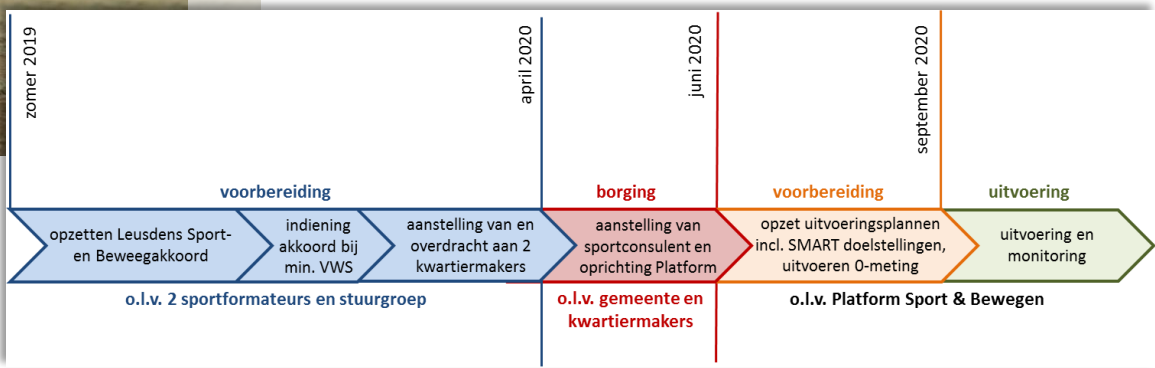 zomer 2019
april 2020
juni 2020
september 2020
voorbereiding
borging
voorbereiding
uitvoering
opzetten Leusdens Sport-
en Beweegakkoord
indiening
akkoord bij
min. VWS
aanstelling van en
overdracht aan 2
kwartiermakers
aanstelling van
sportconsulent en
oprichting Platform
opzet uitvoeringsplannen
incl. SMART doelstellingen,
uitvoeren 0-meting
uitvoering en
monitoring
o.l.v. 2 sportformateurs en stuurgroep
o.l.v. gemeente en
kwartiermakers
o.l.v. Platform Sport & Bewegen